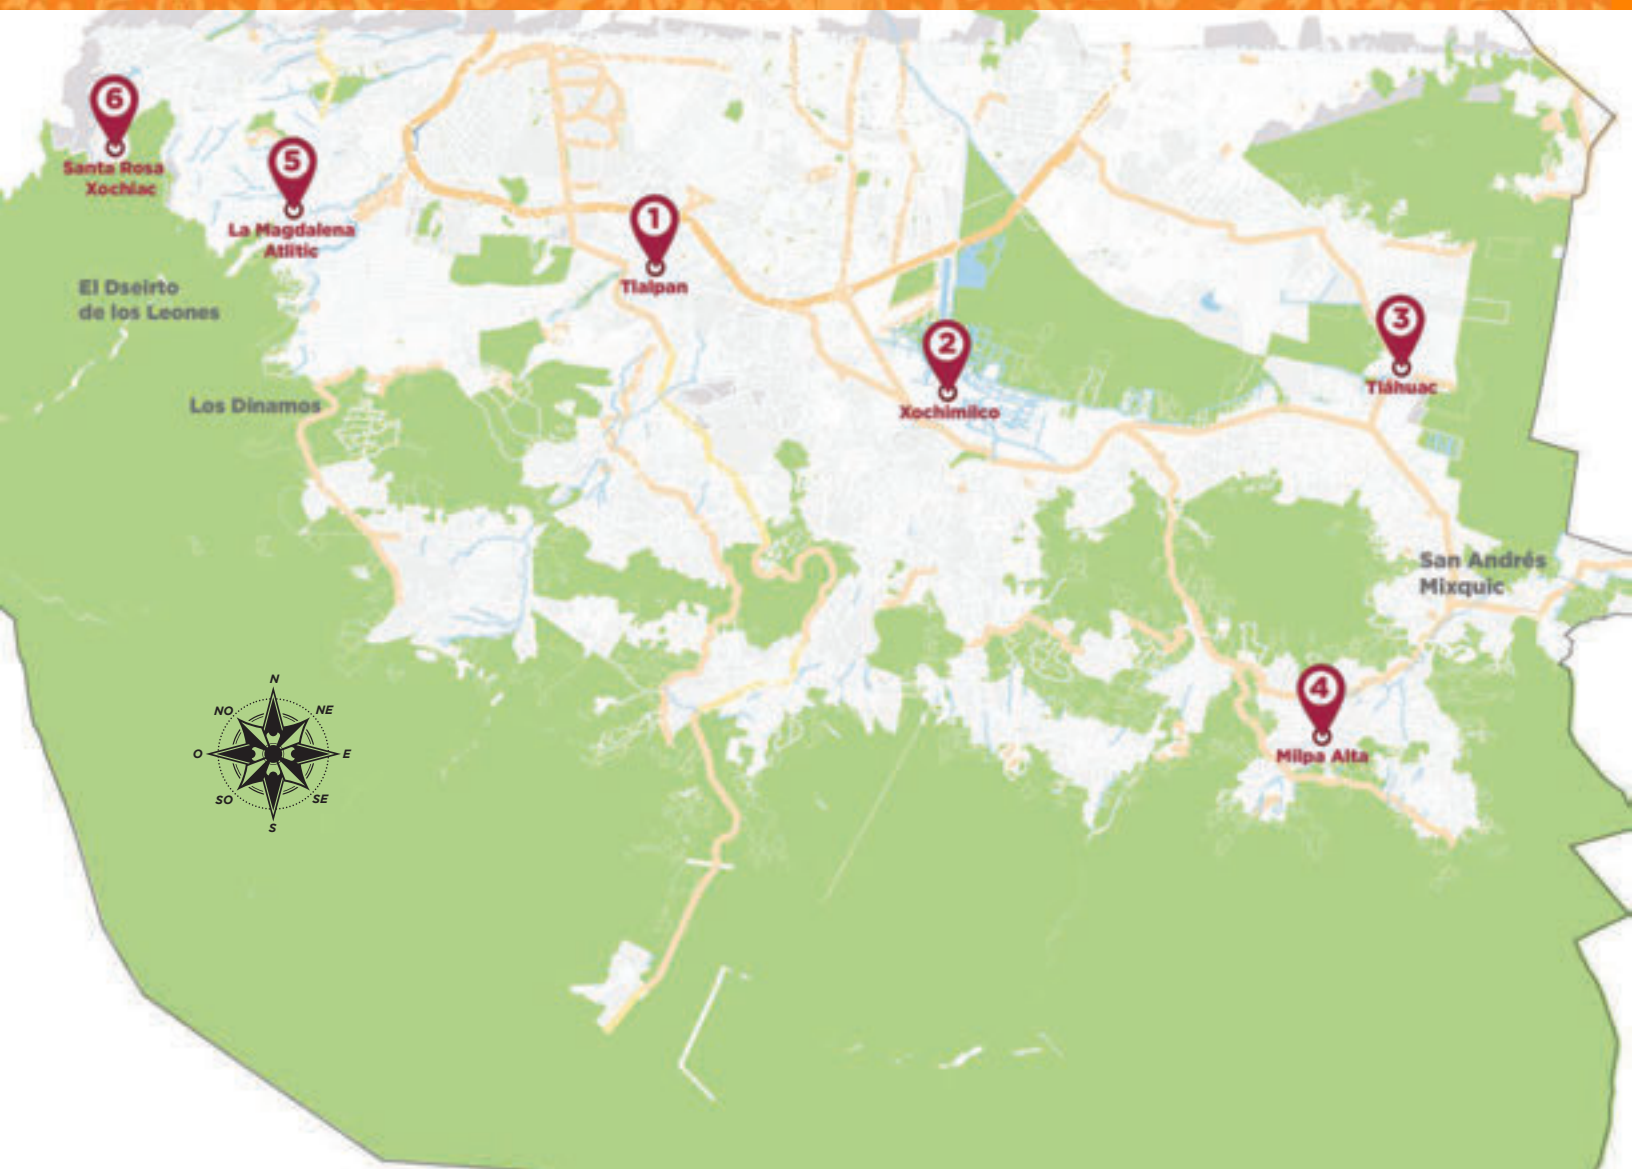 6
Santa Rosa
Xochiac
5
La Magdalena
Atlitic
1
Tlalpan
El Dseirto
de los Leones
3
Tláhuac
2
Xochimilco
Los Dinamos
San Andrés
Mixquic
4
Milpa Alta
N
NO
NE
O
E
SO
SE
S